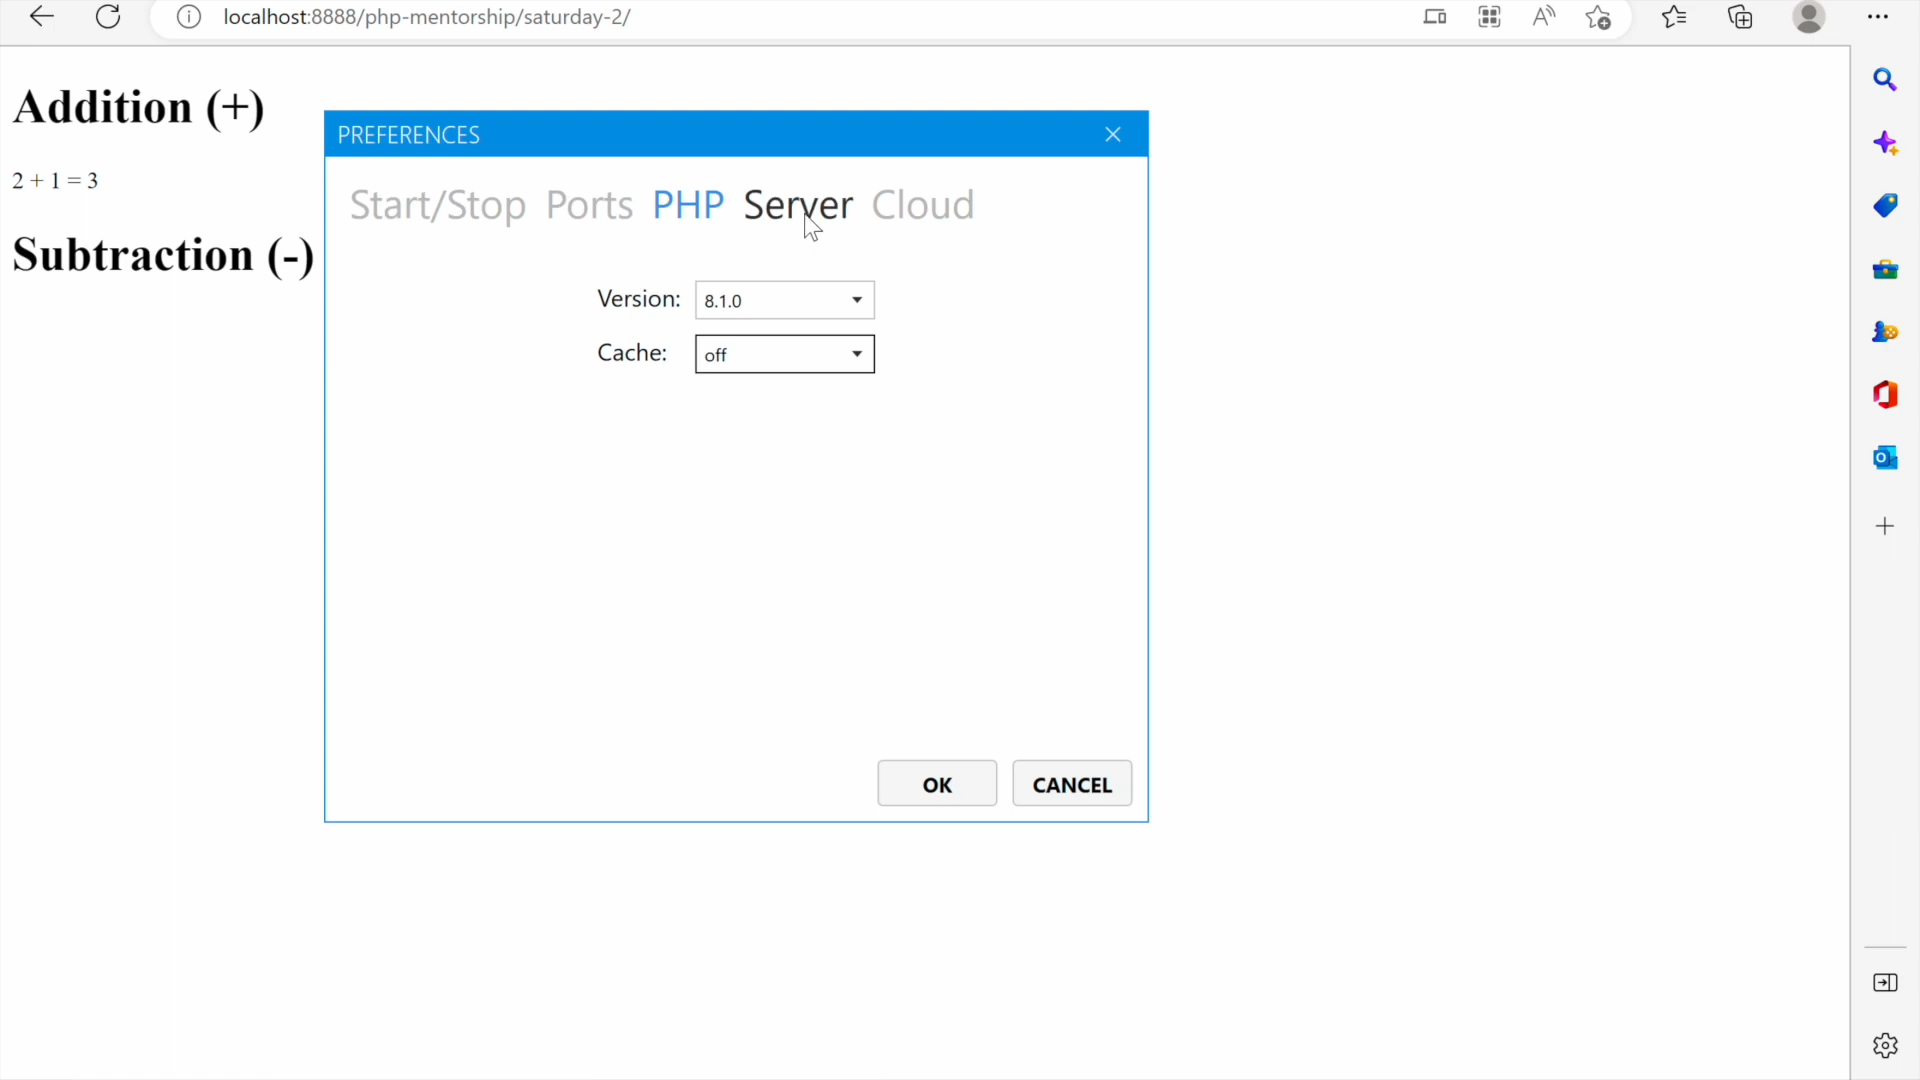 localhost:8888/php-mentorship/saturday-2/
Addition (+)
2 + 1 = 3
Subtraction (-)
PREFERENCES
Start/Stop Ports PHP Server Cloud
Version: 8.1.0
Cache: off
OK CANCEL